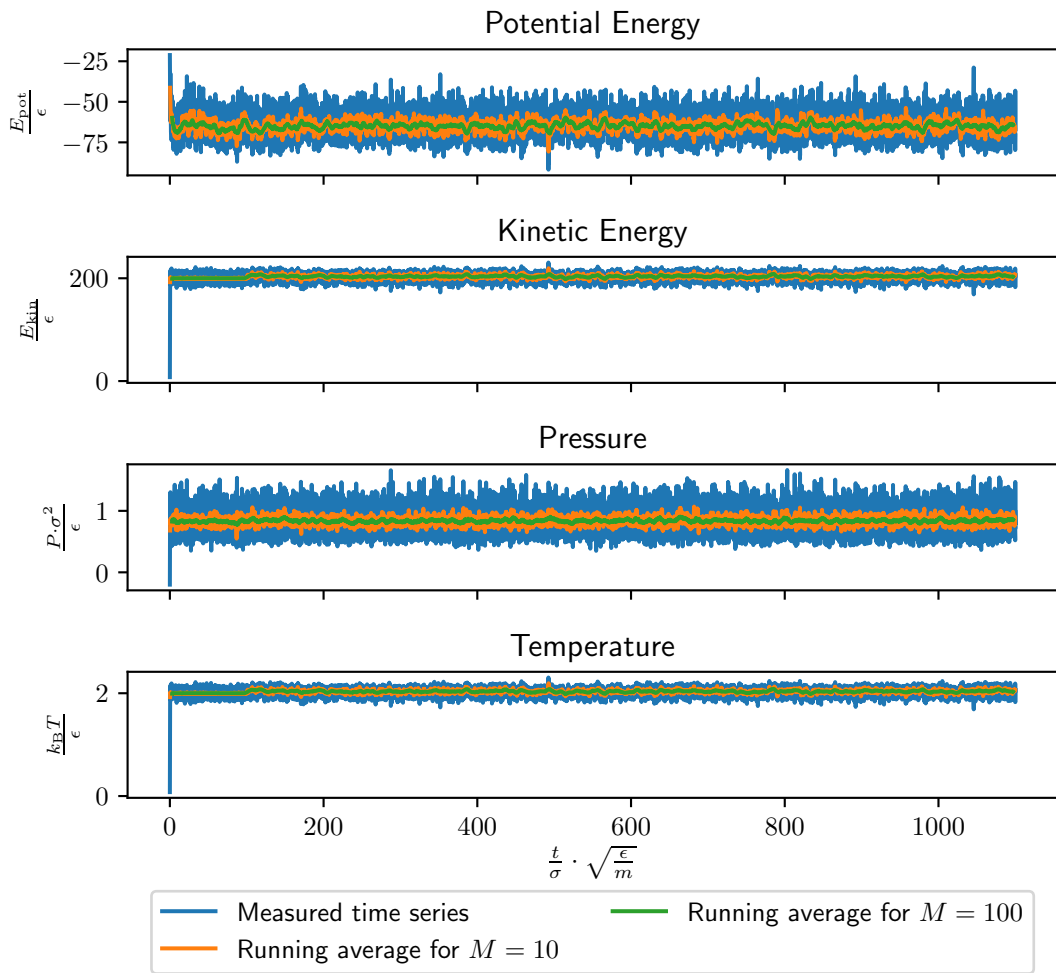 Potential Energy
−25
−50
−75
E_pot/ϵ
Kinetic Energy
200
0
E_kin/ϵ
Pressure
1
0
P·σ²/ϵ
Temperature
2
0
k_B T/ϵ
0 200 400 600 800 1000
t/σ · √(ϵ/m)
Measured time series
Running average for M = 10
Running average for M = 100